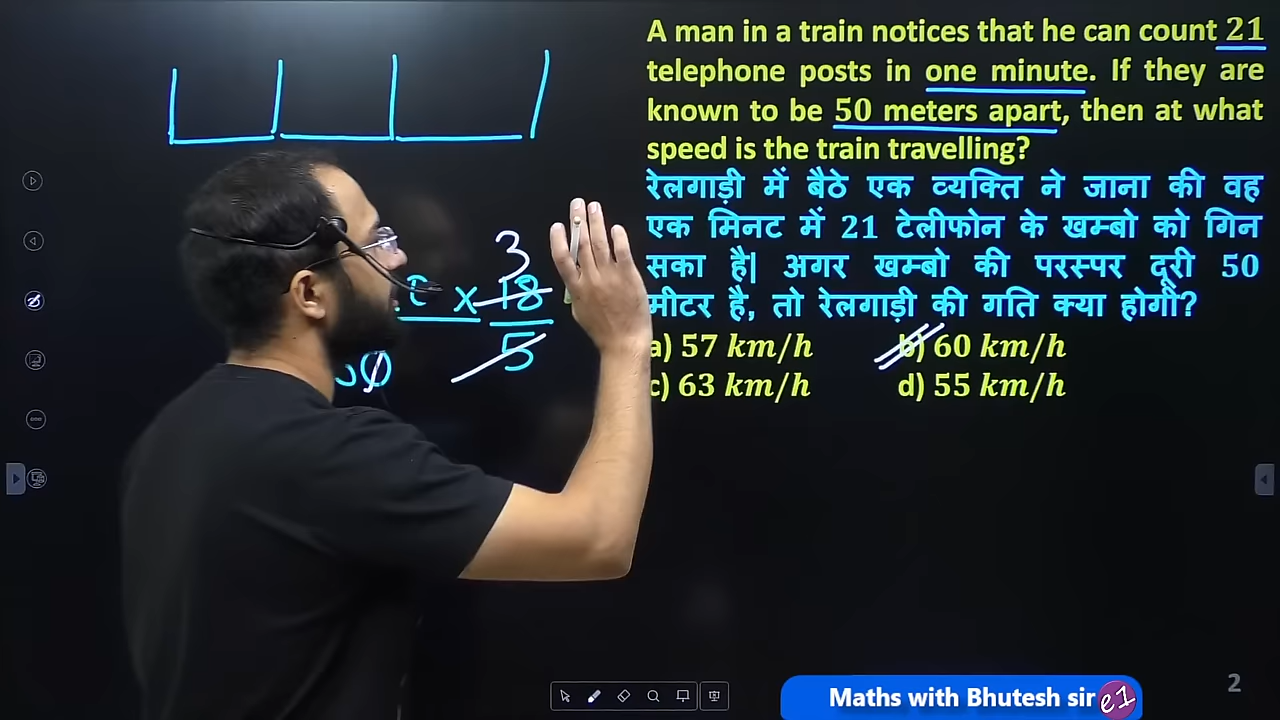 A man in a train notices that he can count 21
telephone posts in one minute. If they are
known to be 50 meters apart, then at what
speed is the train travelling?
रेलगाड़ी में बैठे एक व्यक्ति ने जाना की वह
एक मिनट में 21 टेलीफोन के खम्बो को गिन
सका है| अगर खम्बो की परस्पर दूरी 50
मीटर है, तो रेलगाड़ी की गति क्या होगी?
a) 57 km/h b) 60 km/h
c) 63 km/h d) 55 km/h
3
x 18
5
0
Maths with Bhutesh sir e1
2